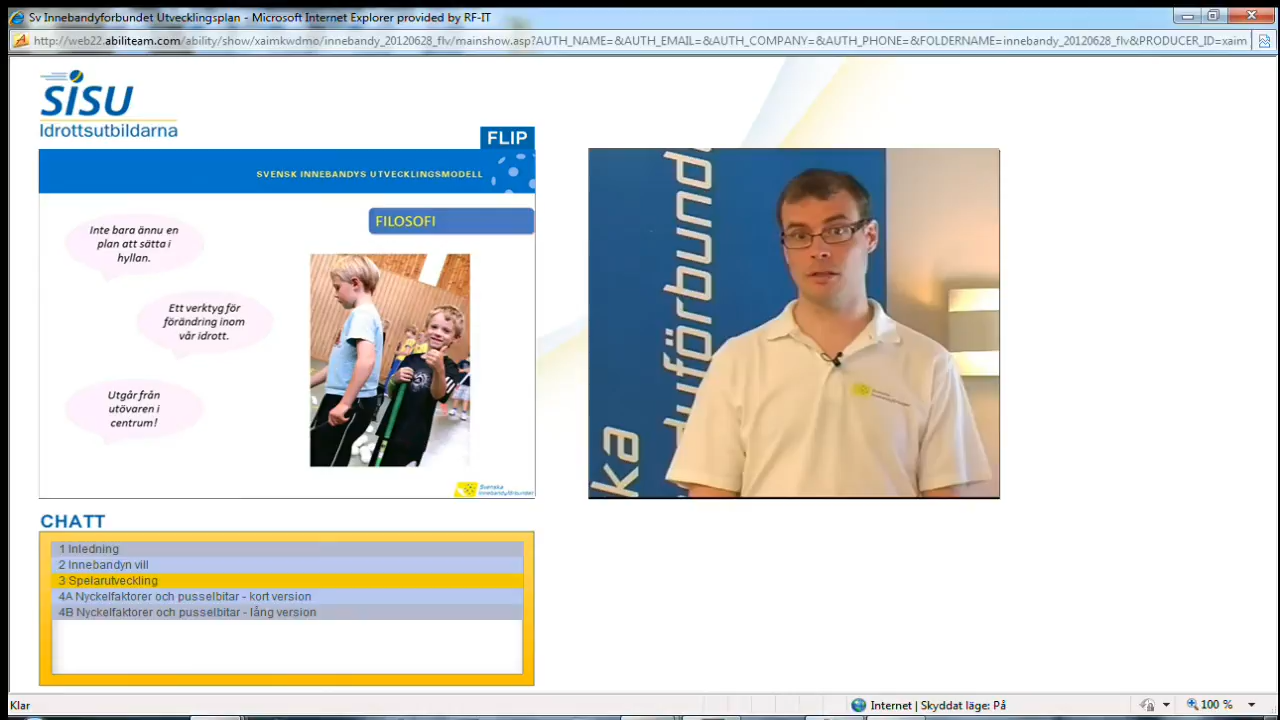 Sv Innebandyforbundet Utvecklingsplan - Microsoft Internet Explorer provided by RF-IT
http://web22.abiliteam.com/ability/show/xaimkwdmo/innebandy_20120628_flv/mainshow.asp?AUTH_NAME=&AUTH_EMAIL=&AUTH_COMPANY=&AUTH_PHONE=&FOLDERNAME=innebandy_20120628_flv&PRODUCER_ID=xaim
SISU
Idrottsutbildarna
FLIP
SVENSK INNEBANDYS UTVECKLINGSMODELL
FILOSOFI
Inte bara ännu en
plan att sätta i
hyllan.
Ett verktyg för
förändring inom
vår idrott.
Utgår från
utövaren i
centrum!
Svenska
Innebandyförbundet
ka
dyförbund
CHATT
1 Inledning
2 Innebandyn vill
3 Spelarutveckling
4A Nyckelfaktorer och pusselbitar - kort version
4B Nyckelfaktorer och pusselbitar - lång version
Klar
Internet | Skyddat läge: På
100 %